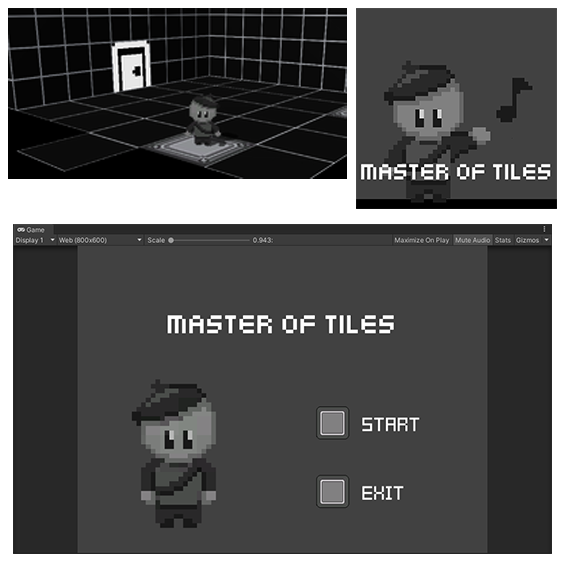 MASTER OF TILES
Game
Display 1 Web (800x600) Scale 0.943: Maximize On Play Mute Audio Stats Gizmos
MASTER OF TILES
START
EXIT